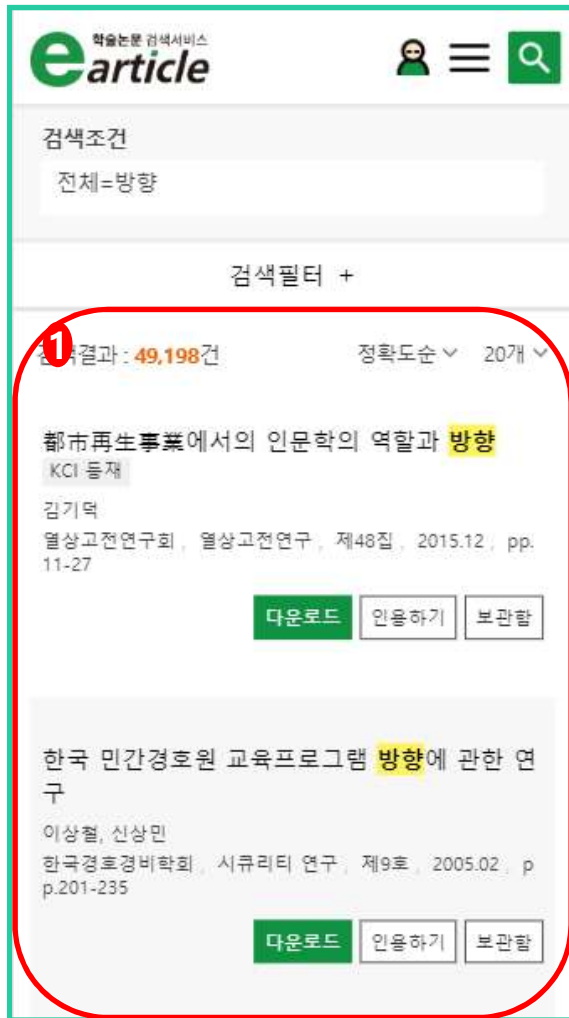 학술논문 검색서비스
earticle
검색조건
전체=방향
검색필터 +
1
결과 : 49,198건 정확도순 20개
都市再生事業에서의 인문학의 역할과 방향
KCI 등재
김기덕
열상고전연구회 , 열상고전연구 , 제48집 , 2015.12 , pp.
11-27
다운로드 인용하기 보관함
한국 민간경호원 교육프로그램 방향에 관한 연
구
이상철, 신상민
한국경호경비학회 , 시큐리티 연구 , 제9호 , 2005.02 , p
p.201-235
다운로드 인용하기 보관함